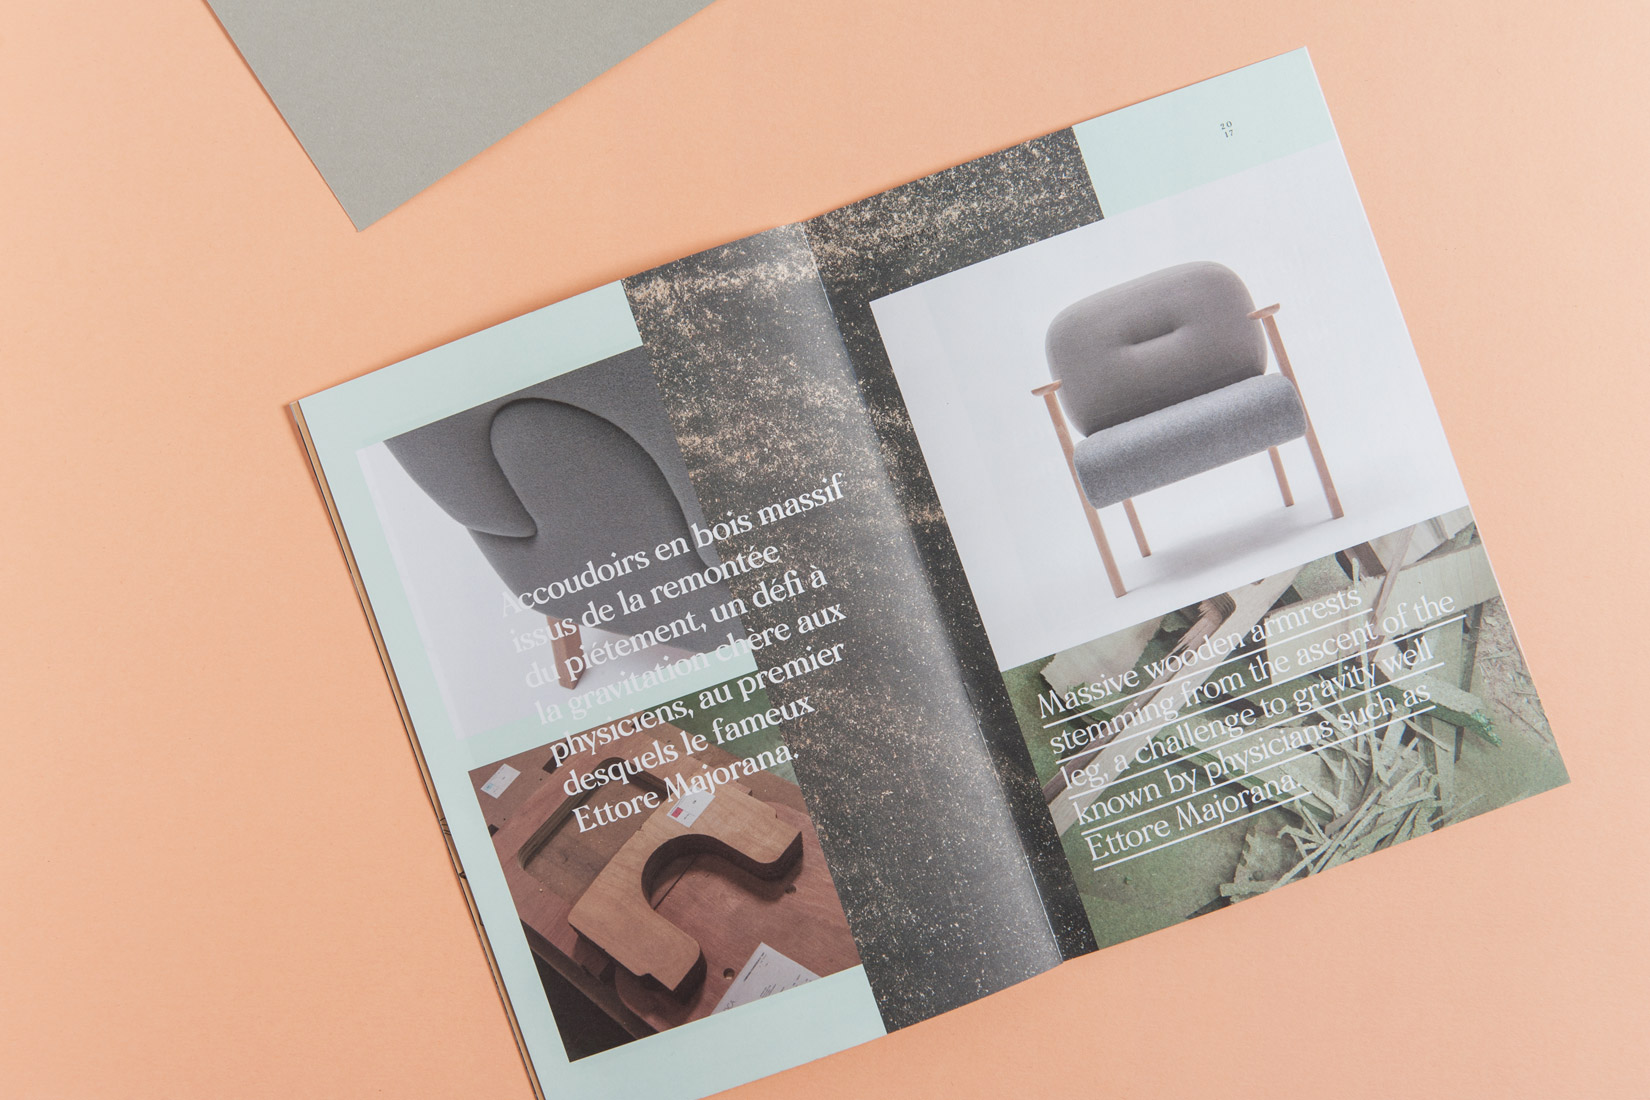 Accoudoirs en bois massif
issus de la remontée
du piétement, un défi à
la gravitation chère aux
physiciens, au premier
desquels le fameux
Ettore Majorana.
20
17
Massive wooden armrests
stemming from the ascent of the
leg, a challenge to gravity well
known by physicians such as
Ettore Majorana.